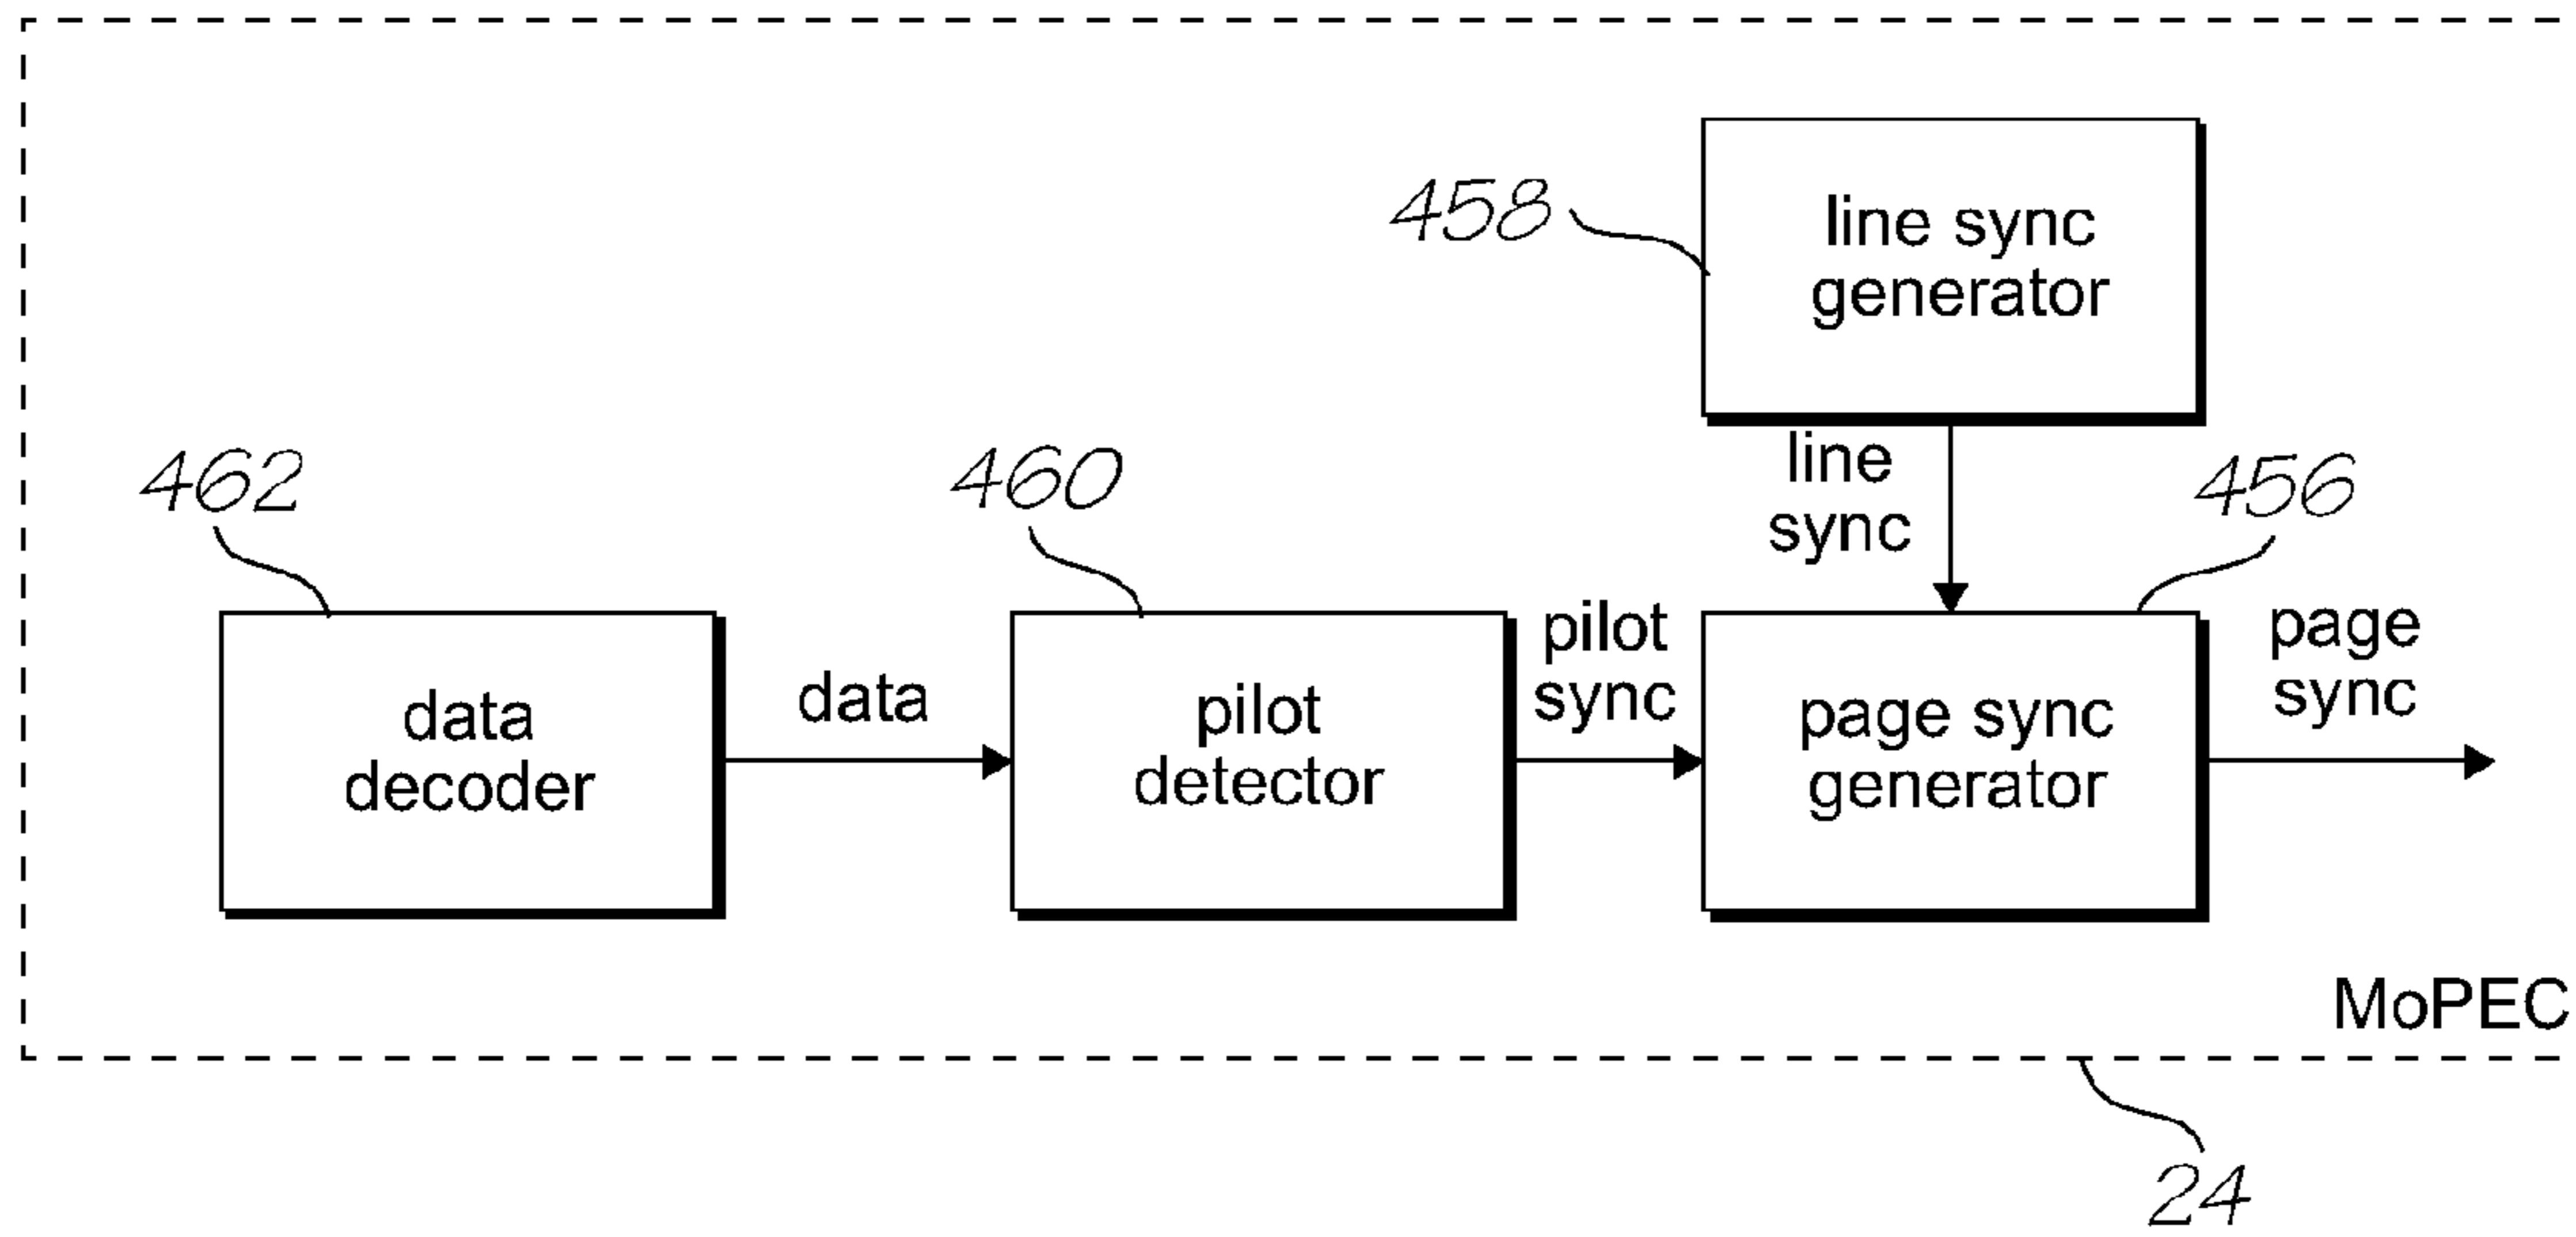 458
line sync
generator
line
sync
462
460
456
data
decoder
data
pilot
detector
pilot
sync
page sync
generator
page
sync
MoPEC
24